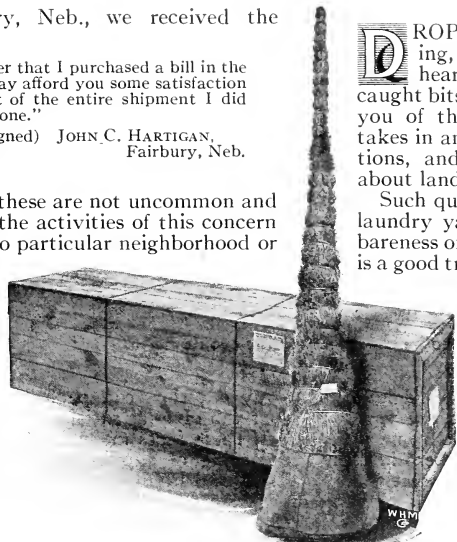 ry, Neb., we received the
er that I purchased a bill in the
ay afford you some satisfaction
t of the entire shipment I did
one."
gned) JOHN C. HARTIGAN,
Fairbury, Neb.
these are not uncommon and
the activities of this concern
o particular neighborhood or
DROP
ing,
hear
caught bits
you of th
takes in an
tions, and
about land
Such qu
laundry ya
bareness o
is a good tr
WHM